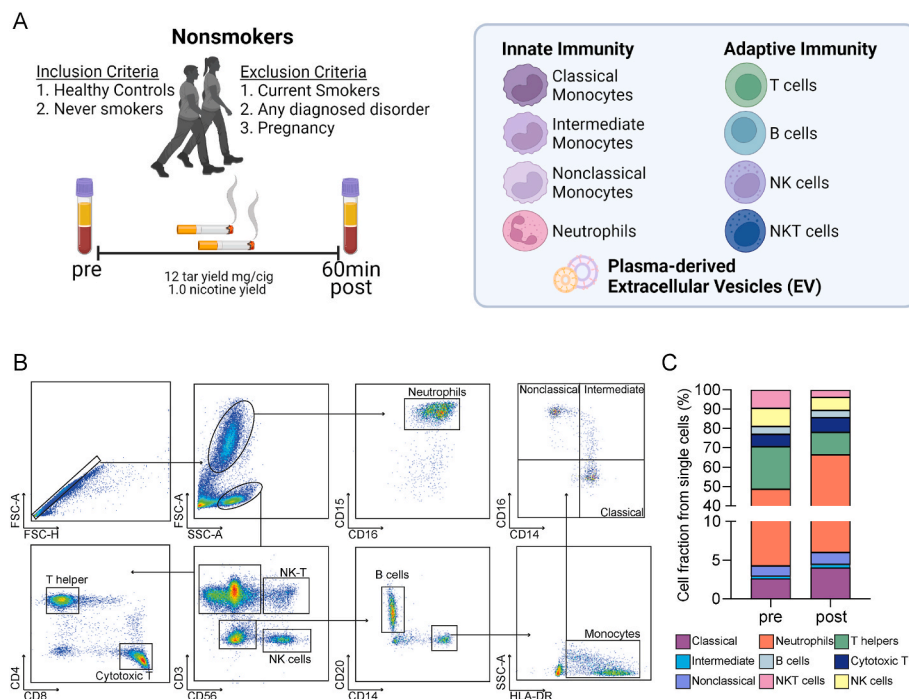 A
Nonsmokers
Inclusion Criteria
1. Healthy Controls
2. Never smokers
Exclusion Criteria
1. Current Smokers
2. Any diagnosed disorder
3. Pregnancy
pre
12 tar yield mg/cig
1.0 nicotine yield
60min
post
Innate Immunity
Classical
Monocytes
Intermediate
Monocytes
Nonclassical
Monocytes
Neutrophils
Adaptive Immunity
T cells
B cells
NK cells
NKT cells
Plasma-derived
Extracellular Vesicles (EV)
B
FSC-A
FSC-H
FSC-A
SSC-A
Neutrophils
CD15
CD16
Nonclassical
Intermediate
Classical
CD16
CD14
T helper
Cytotoxic T
CD4
CD8
NK-T
NK cells
CD3
CD56
B cells
CD20
CD14
Monocytes
SSC-A
HLA-DR
C
Cell fraction from single cells (%)
100
90
80
70
60
50
40
10
5
0
pre
post
Classical
Neutrophils
T helpers
Intermediate
B cells
Cytotoxic T
Nonclassical
NKT cells
NK cells